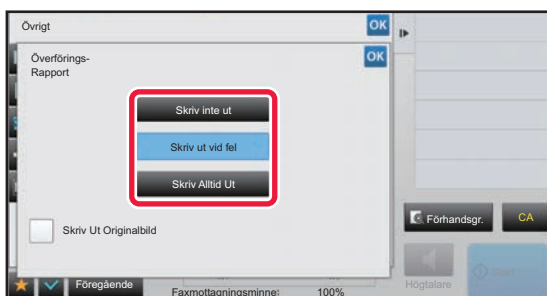 Övrigt
OK
Överförings-
Rapport
OK
Skriv inte ut
Skriv ut vid fel
Skriv Alltid Ut
Skriv Ut Originalbild
Förhandsgr.
CA
Föregående
Faxmottagningsminne:
100%
Högtalare
Start